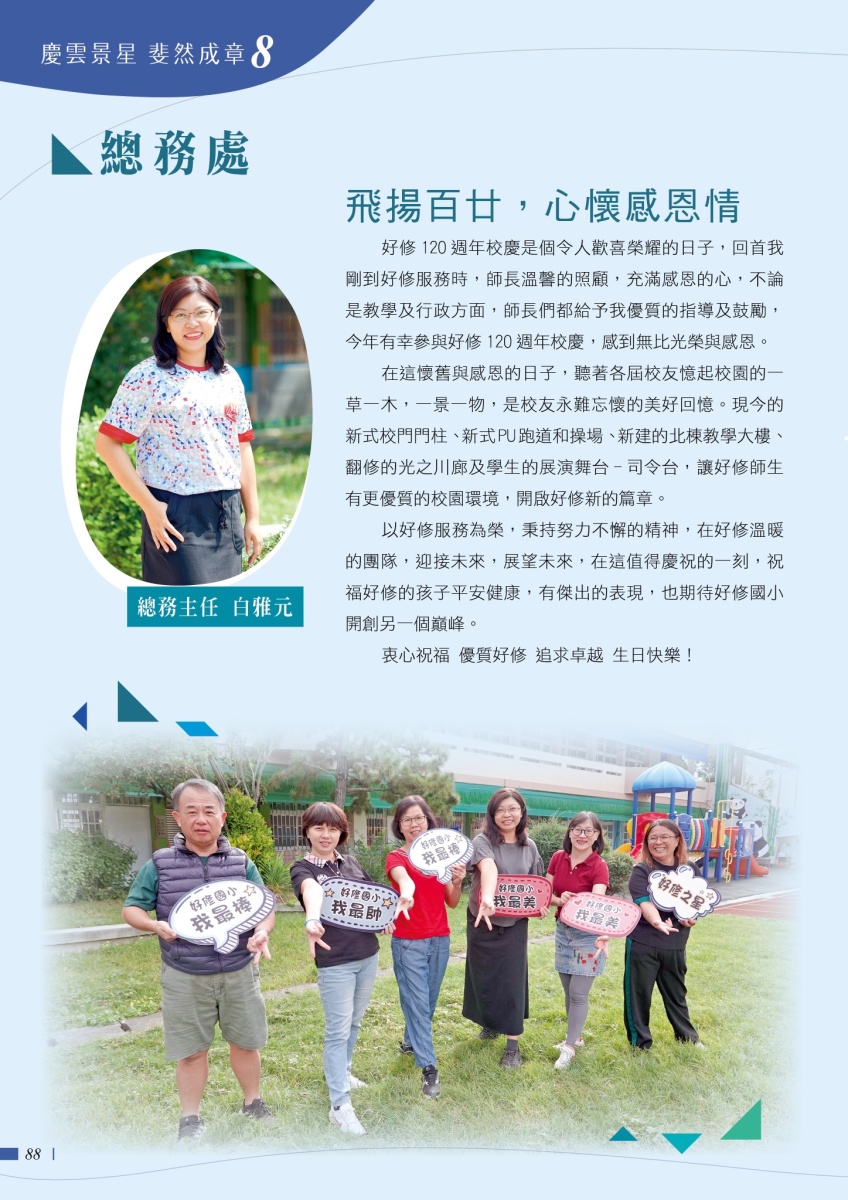 慶雲景星 斐然成章8
總務處
飛揚百廿，心懷感恩情
好修 120 週年校慶是個令人歡喜榮耀的日子，回首我
剛到好修服務時，師長溫馨的照顧，充滿感恩的心，不論
是教學及行政方面，師長們都給予我優質的指導及鼓勵，
今年有幸參與好修 120 週年校慶，感到無比光榮與感恩。
在這懷舊與感恩的日子，聽著各屆校友憶起校園的一
草一木，一景一物，是校友永難忘懷的美好回憶。現今的
新式校門門柱、新式PU跑道和操場、新建的北棟教學大樓、
翻修的光之川廊及學生的展演舞台－司令台，讓好修師生
有更優質的校園環境，開啟好修新的篇章。
以好修服務為榮，秉持努力不懈的精神，在好修溫暖
的團隊，迎接未來，展望未來，在這值得慶祝的一刻，祝
福好修的孩子平安健康，有傑出的表現，也期待好修國小
開創另一個巔峰。
衷心祝福 優質好修 追求卓越 生日快樂！
總務主任 白雅元
好修國小
我最棒
好修國小
我最帥
好修國小
我最棒
好修國小
我最美
好修國小
我最美
好修之星
88